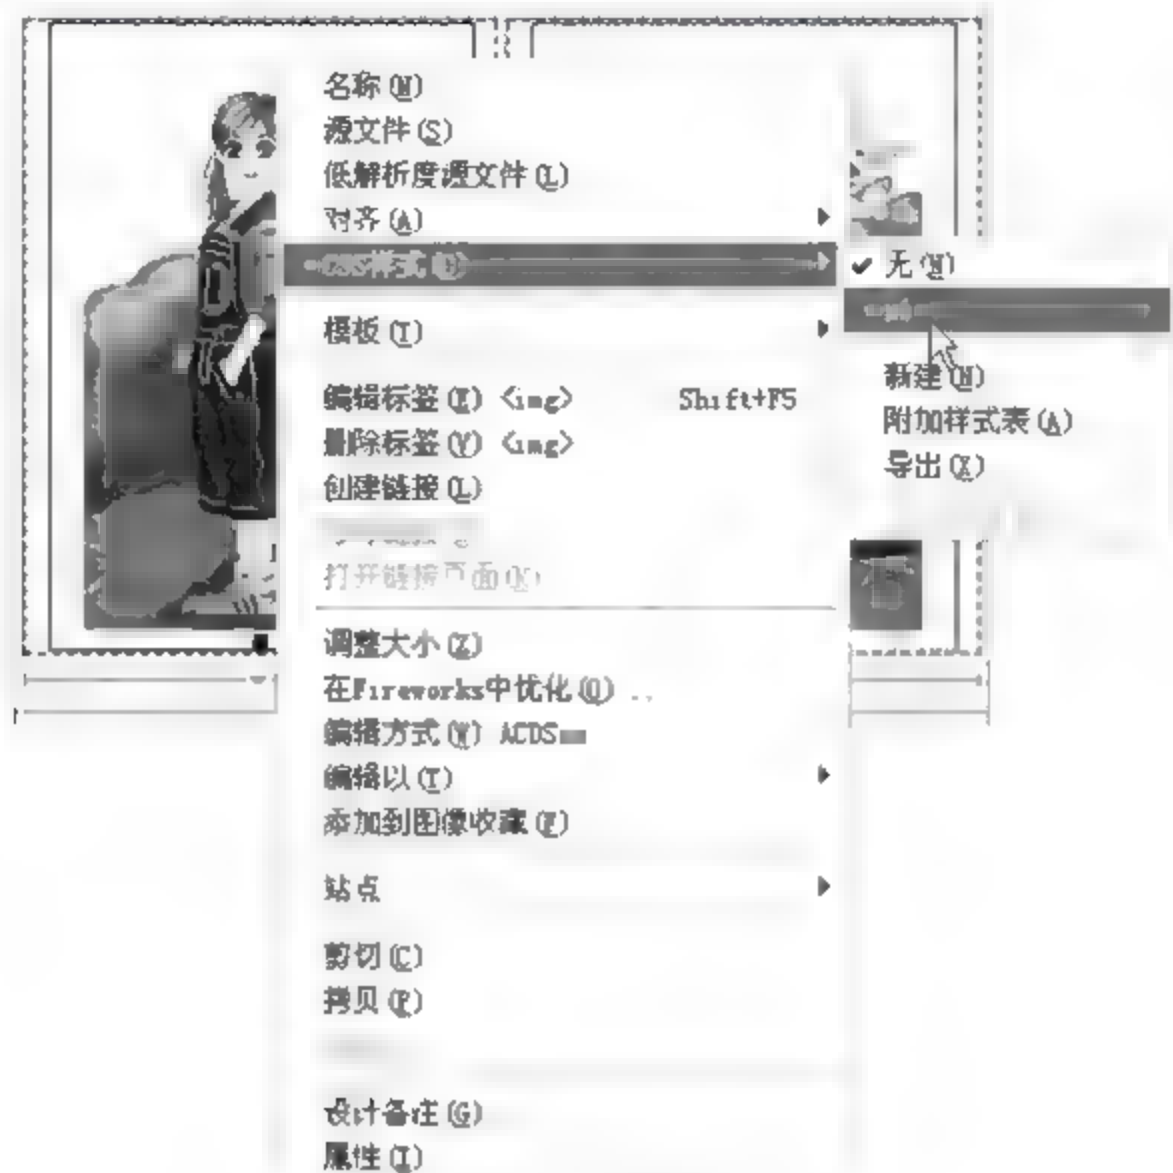 名称(N)
源文件(S)
低解析度源文件(L)
对齐(A)
CSS样式
无(N)
模板(T)
新建(N)
编辑标签(E) <img> Shift+F5
附加样式表(A)
删除标签(V) <img>
导出(X)
创建链接(L)
打开链接页面(K)
调整大小(Z)
在Fireworks中优化(O)
编辑方式(W) ACDS
编辑以(T)
添加到图像收藏(F)
站点
剪切(C)
拷贝(P)
设计备注(G)
属性(I)